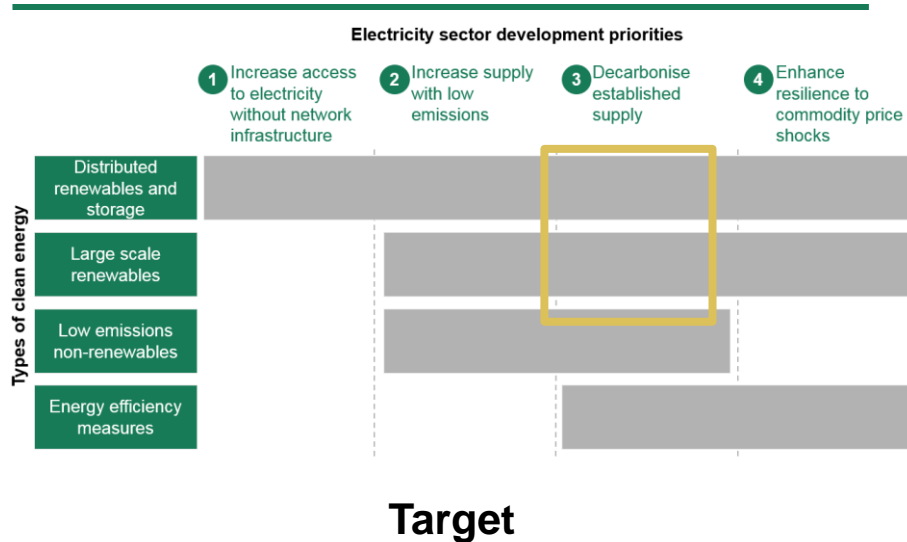 Electricity sector development priorities
1 Increase access
to electricity
without network
infrastructure
2 Increase supply
with low
emissions
3 Decarbonise
established
supply
4 Enhance
resilience to
commodity price
shocks
Types of clean energy
Distributed
renewables and
storage
Large scale
renewables
Low emissions
non-renewables
Energy efficiency
measures
Target